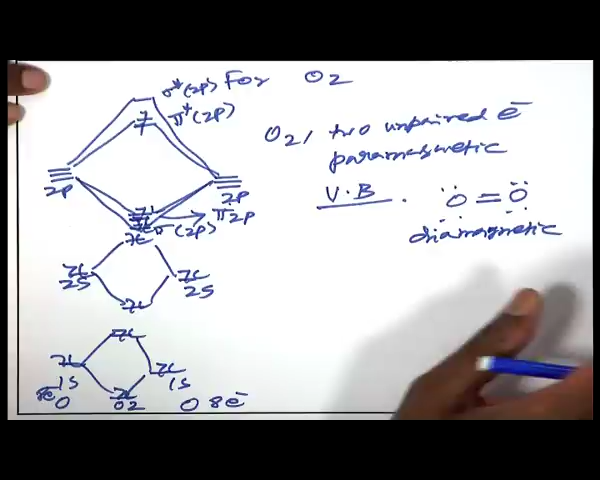 For O2
σ*(2p)
π*(2p)
O2, two unpaired e̅
paramagnetic
2p
2p
V.B.
O = O
π2p
σ(2p)
diamagnetic
2S
2S
1S
1S
8e̅
O
O2
O 8e̅